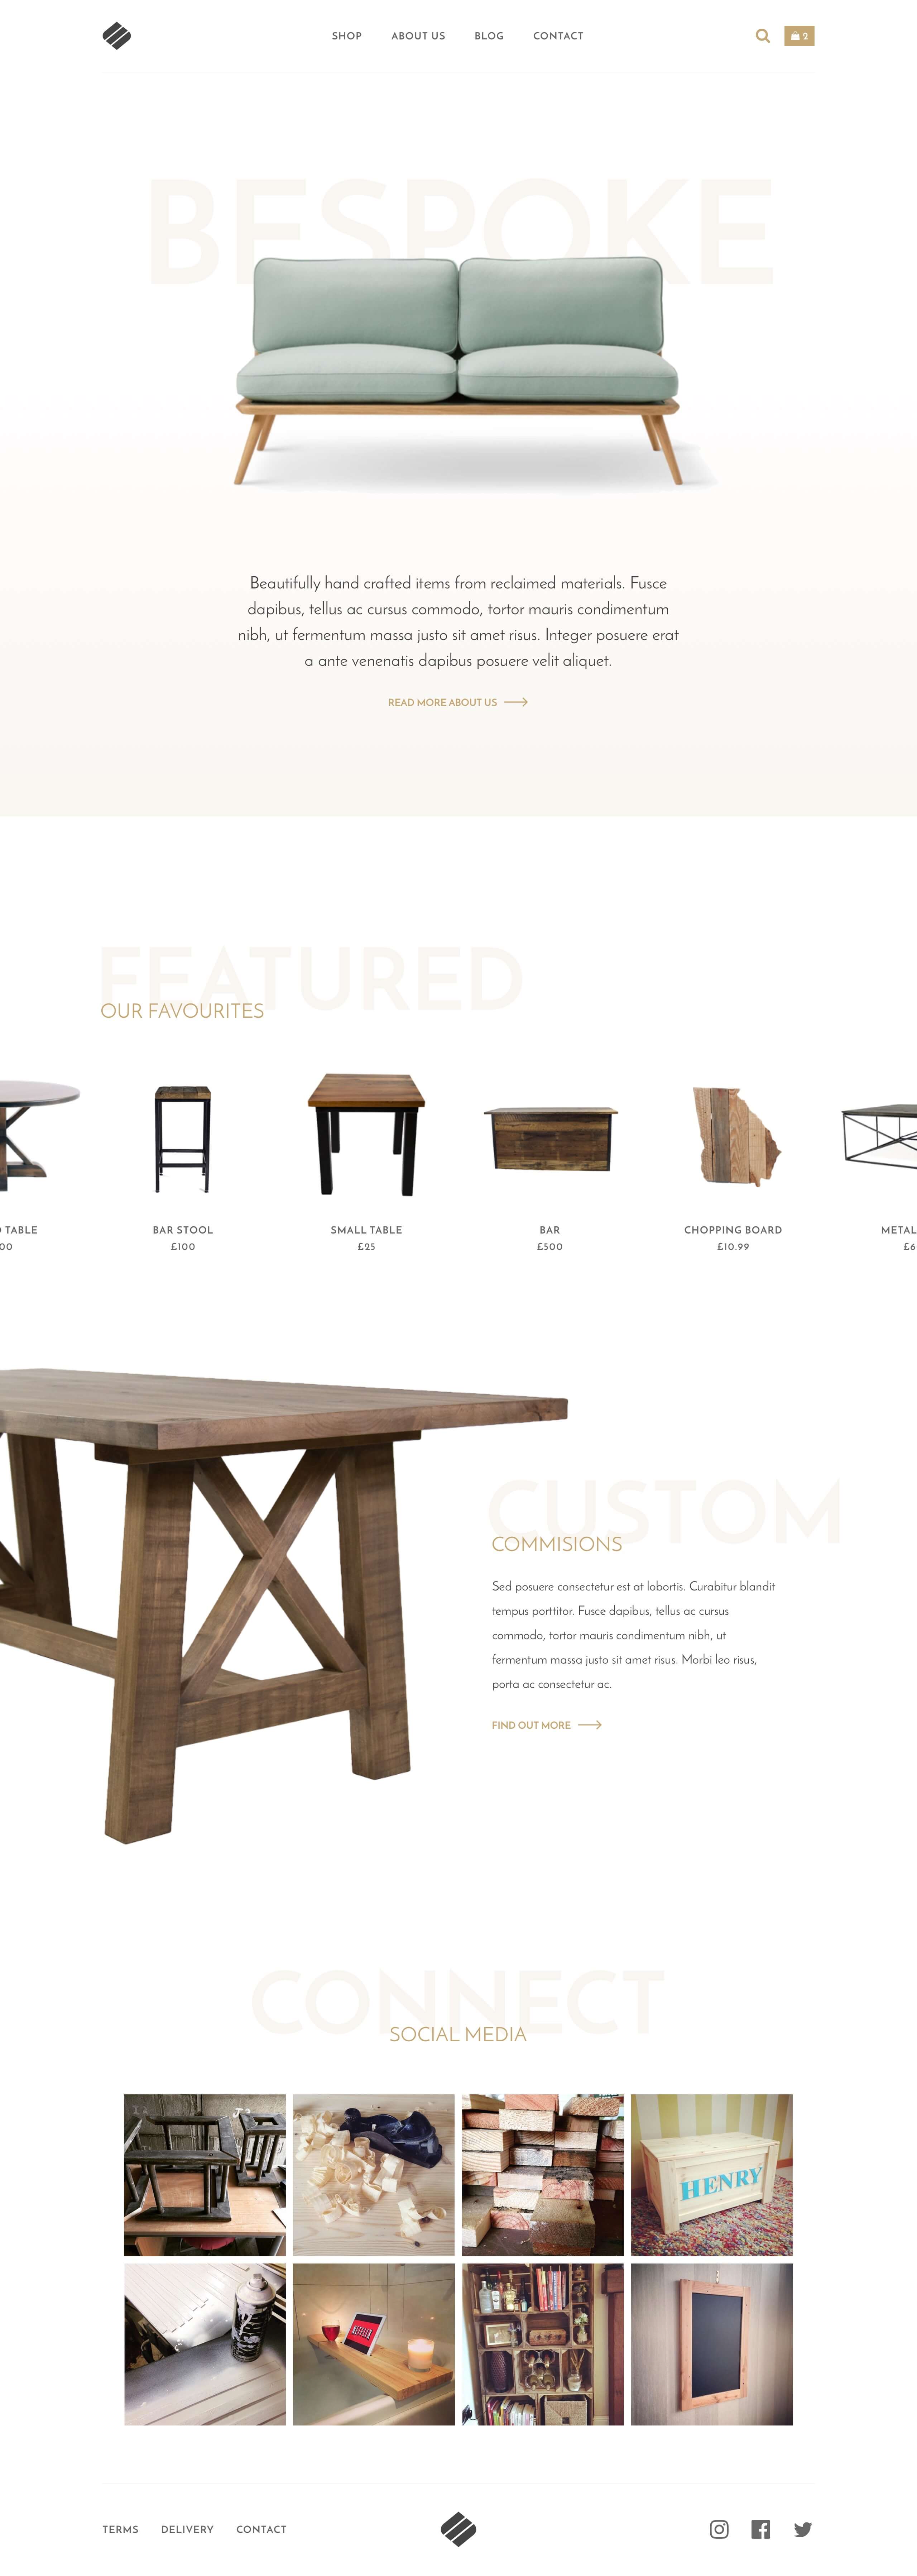 SHOP ABOUT US BLOG CONTACT 2
BESPOKE
Beautifully hand crafted items from reclaimed materials. Fusce
dapibus, tellus ac cursus commodo, tortor mauris condimentum
nibh, ut fermentum massa justo sit amet risus. Integer posuere erat
a ante venenatis dapibus posuere velit aliquet.
READ MORE ABOUT US
FEATURED
OUR FAVOURITES
TABLE BAR STOOL SMALL TABLE BAR CHOPPING BOARD METAL
00 £100 £25 £500 £10.99 £6
CUSTOM
COMMISIONS
Sed posuere consectetur est at lobortis. Curabitur blandit
tempus porttitor. Fusce dapibus, tellus ac cursus
commodo, tortor mauris condimentum nibh, ut
fermentum massa justo sit amet risus. Morbi leo risus,
porta ac consectetur ac.
FIND OUT MORE
CONNECT
SOCIAL MEDIA
HENRY
NETFLIX
TERMS DELIVERY CONTACT